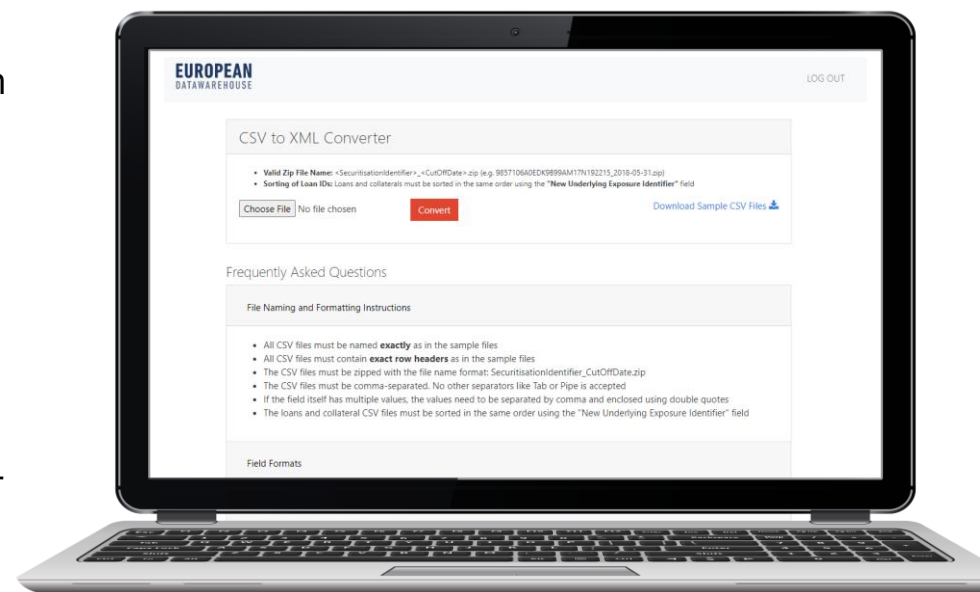 EUROPEAN
DATAWAREHOUSE
LOG OUT
CSV to XML Converter
• Valid Zip File Name: <SecuritisationIdentifier>_<CutOffDate>.zip (e.g. 9857106A0EDK9899AM17N192215_2018-05-31.zip)
• Sorting of Loan IDs: Loans and collaterals must be sorted in the same order using the "New Underlying Exposure Identifier" field
Choose File No file chosen Convert Download Sample CSV Files
Frequently Asked Questions
File Naming and Formatting Instructions
• All CSV files must be named exactly as in the sample files
• All CSV files must contain exact row headers as in the sample files
• The CSV files must be zipped with the file name format: SecuritisationIdentifier_CutOffDate.zip
• The CSV files must be comma-separated. No other separators like Tab or Pipe is accepted
• If the field itself has multiple values, the values need to be separated by comma and enclosed using double quotes
• The loans and collateral CSV files must be sorted in the same order using the "New Underlying Exposure Identifier" field
Field Formats